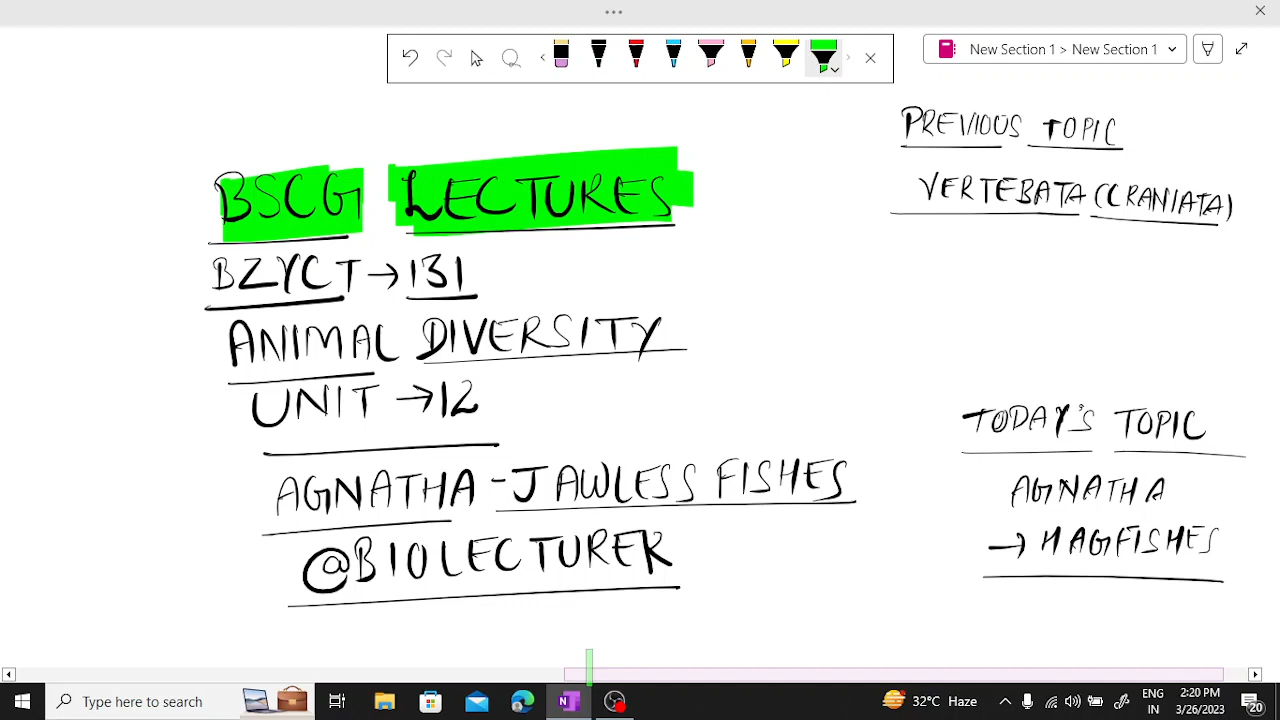 New Section 1 > New Section 1
PREVIOUS TOPIC
VERTEBATA (CRANIATA)
BSCG LECTURES
BZYCT → 131
ANIMAL DIVERSITY
UNIT → 12
AGNATHA - JAWLESS FISHES
@BIOLECTURER
TODAY'S TOPIC
AGNATHA
→ HAGFISHES
Type here to search
32°C Haze
ENG
IN
2:20 PM
3/26/2023
20